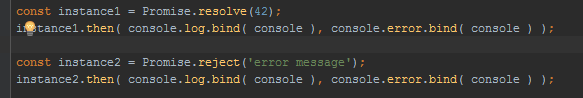 const instance1 = Promise.resolve(42);
instance1.then( console.log.bind( console ), console.error.bind( console ) );
const instance2 = Promise.reject('error message');
instance2.then( console.log.bind( console ), console.error.bind( console ) );